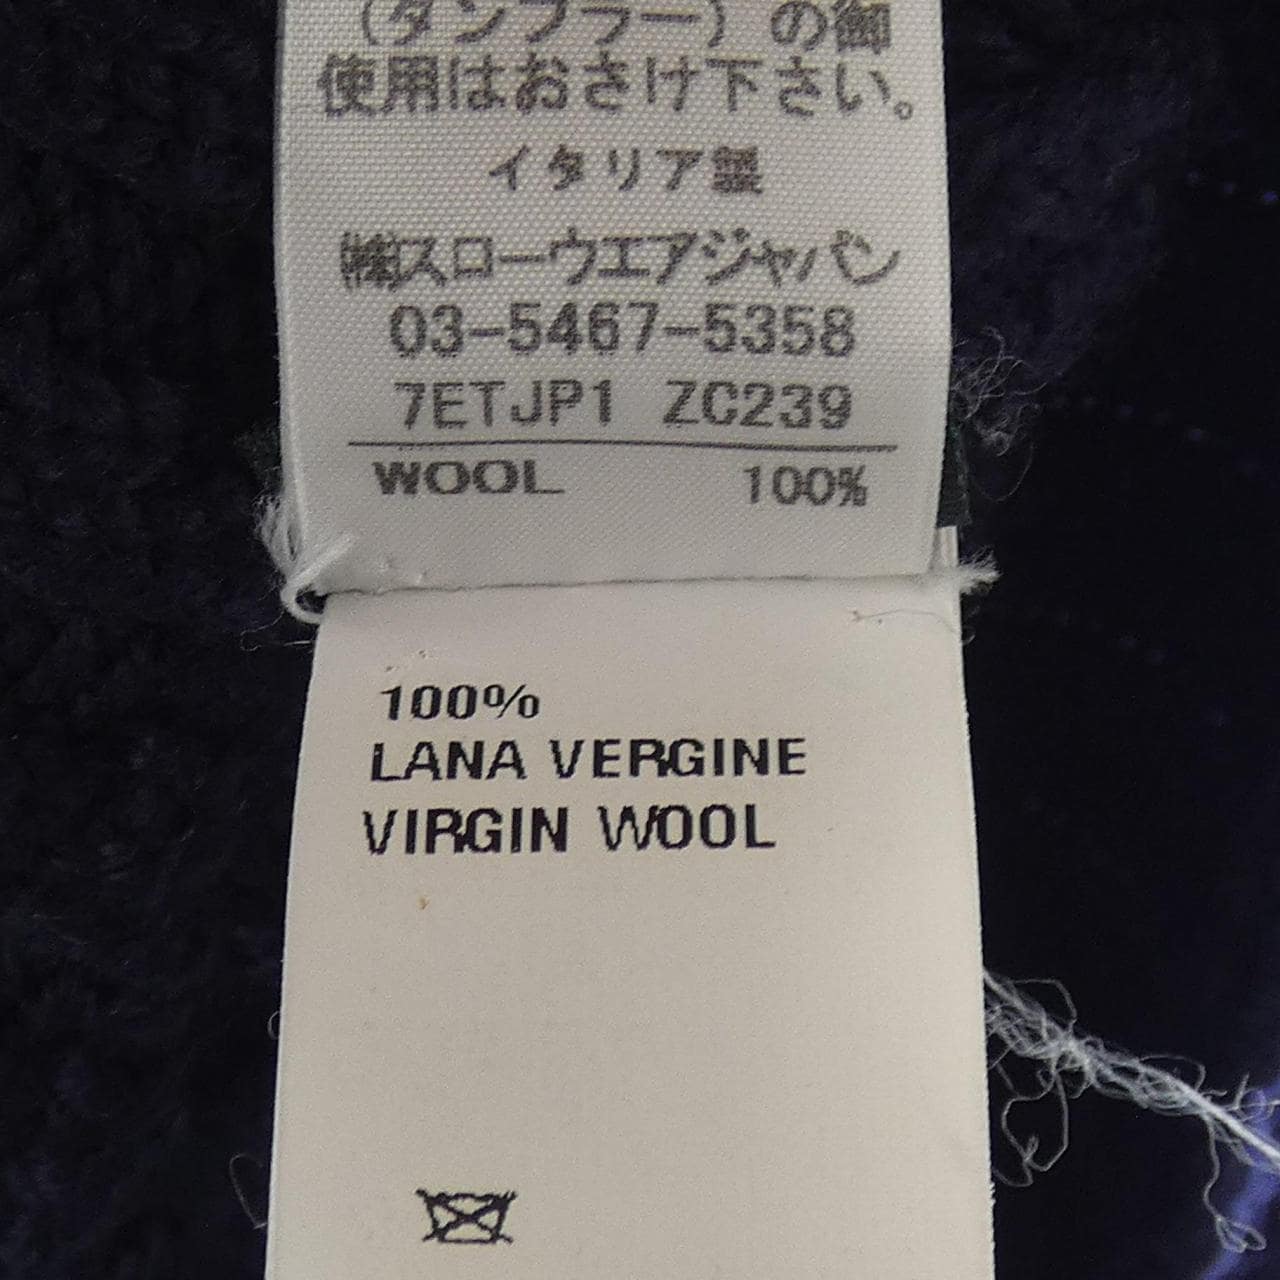 （タンブラー）の御
使用はおさけ下さい。
イタリア製
㈱スローウエアジャパン
03-5467-5358
7ETJP1 ZC239
WOOL 100%
100%
LANA VERGINE
VIRGIN WOOL